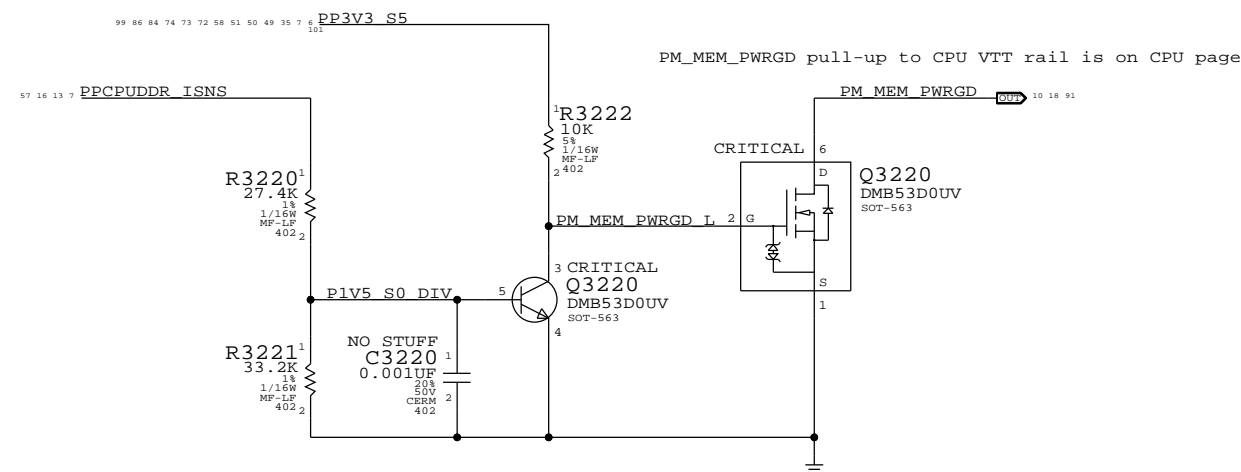 99 86 84 74 73 72 58 51 50 49 35 7 6 PP3V3_S5
101
PM_MEM_PWRGD pull-up to CPU VTT rail is on CPU page
57 16 13 7 PPCPUDDR_ISNS
PM_MEM_PWRGD OUT 10 18 91
1 R3222
10K
5%
1/16W
MF-LF
2 402
CRITICAL 6
D
Q3220
DMB53D0UV
SOT-563
R3220 1
27.4K
1%
1/16W
MF-LF
402 2
PM_MEM_PWRGD_L 2 G
S
1
3 CRITICAL
Q3220
DMB53D0UV
SOT-563
4
P1V5_S0_DIV 5
R3221 1
33.2K
1%
1/16W
MF-LF
402 2
NO STUFF
C3220 1
0.001UF
20%
50V
CERM 2
402